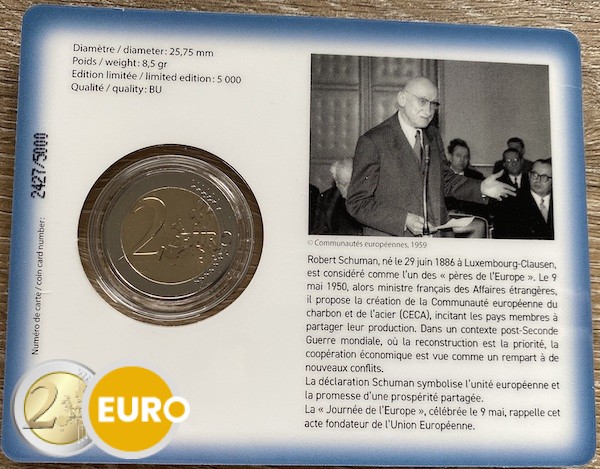 Diamètre / diameter: 25,75 mm
Poids / weight: 8,5 gr
Edition limitée / limited edition: 5 000
Qualité / quality: BU
Numéro de carte / coin card number:
2427/5000
2 EURO
© Communautés européennes, 1959
Robert Schuman, né le 29 juin 1886 à Luxembourg-Clausen,
est considéré comme l'un des « pères de l'Europe ». Le 9
mai 1950, alors ministre français des Affaires étrangères,
il propose la création de la Communauté européenne du
charbon et de l'acier (CECA), incitant les pays membres à
partager leur production. Dans un contexte post-Seconde
Guerre mondiale, où la reconstruction est la priorité, la
coopération économique est vue comme un rempart à de
nouveaux conflits.
La déclaration Schuman symbolise l'unité européenne et
la promesse d'une prospérité partagée.
La « Journée de l'Europe », célébrée le 9 mai, rappelle cet
acte fondateur de l'Union Européenne.
2 EURO